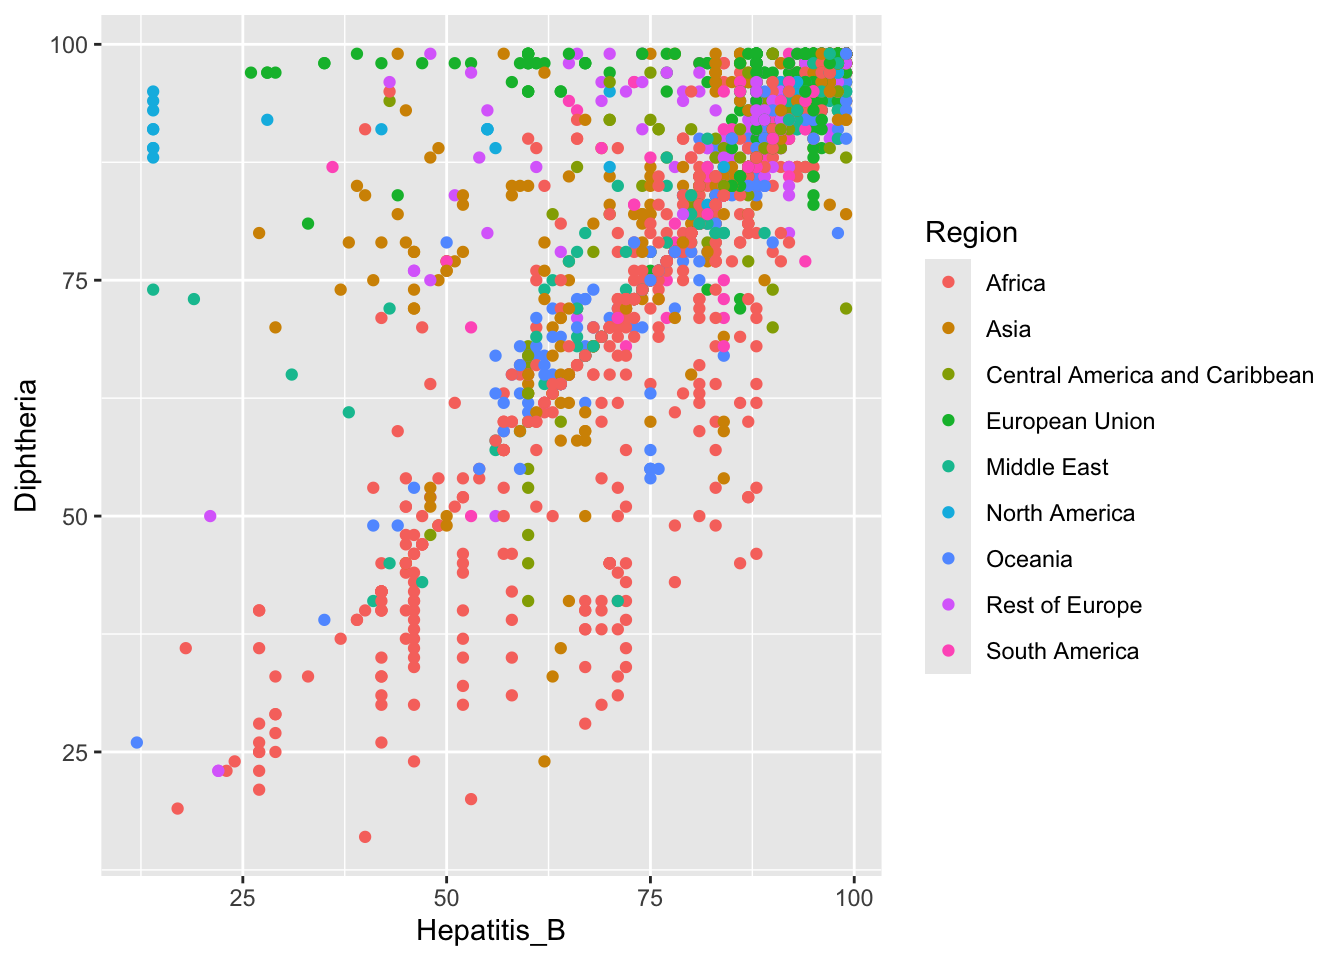 100
75
50
25
Diphtheria
25
50
75
100
Hepatitis_B
Region
Africa
Asia
Central America and Caribbean
European Union
Middle East
North America
Oceania
Rest of Europe
South America